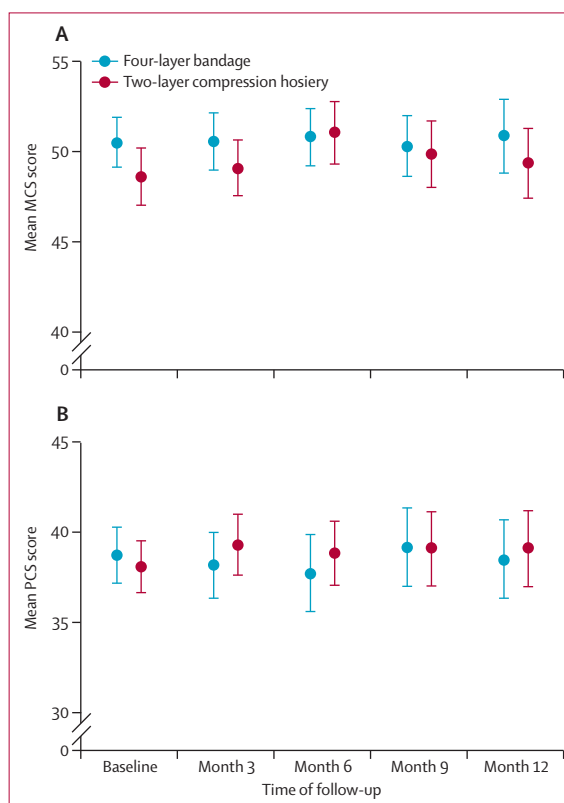 A
Four-layer bandage
Two-layer compression hosiery
55
50
45
40
0
Mean MCS score
B
45
40
35
30
0
Mean PCS score
Baseline Month 3 Month 6 Month 9 Month 12
Time of follow-up